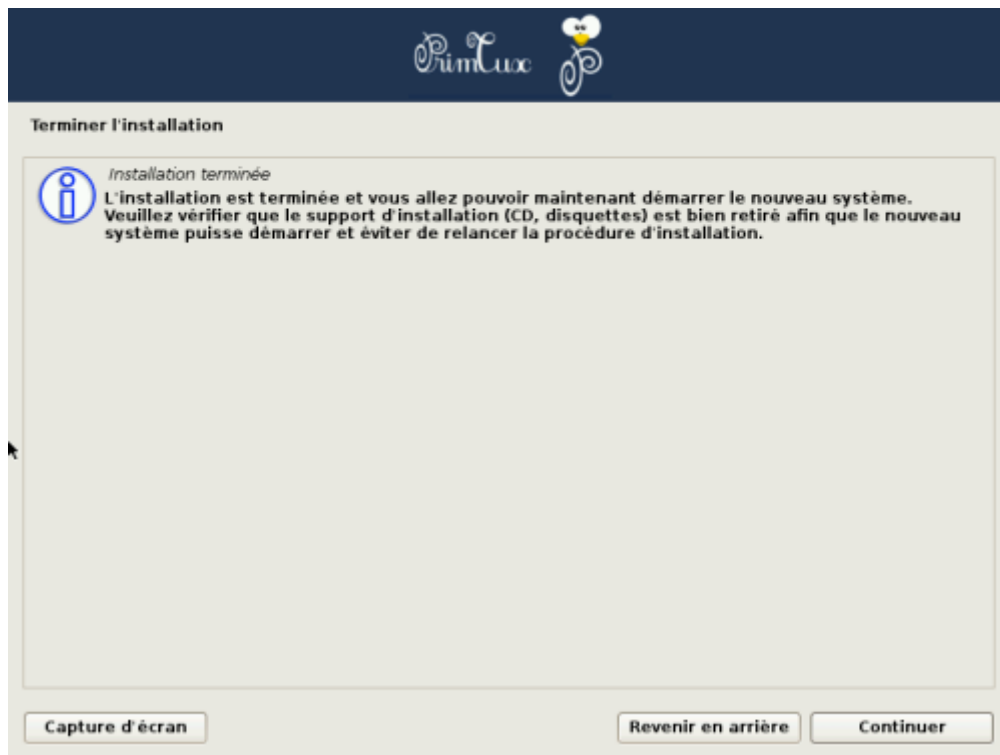 PrimTux
Terminer l'installation
Installation terminée
L'installation est terminée et vous allez pouvoir maintenant démarrer le nouveau système.
Veuillez vérifier que le support d'installation (CD, disquettes) est bien retiré afin que le nouveau
système puisse démarrer et éviter de relancer la procédure d'installation.
Capture d'écran
Revenir en arrière
Continuer